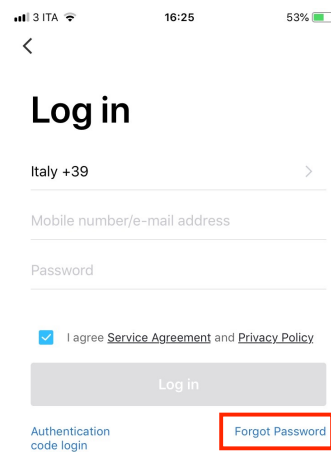 3 ITA 16:25 53%
Log in
Italy +39
Mobile number/e-mail address
Password
I agree Service Agreement and Privacy Policy
Log in
Authentication
code login
Forgot Password